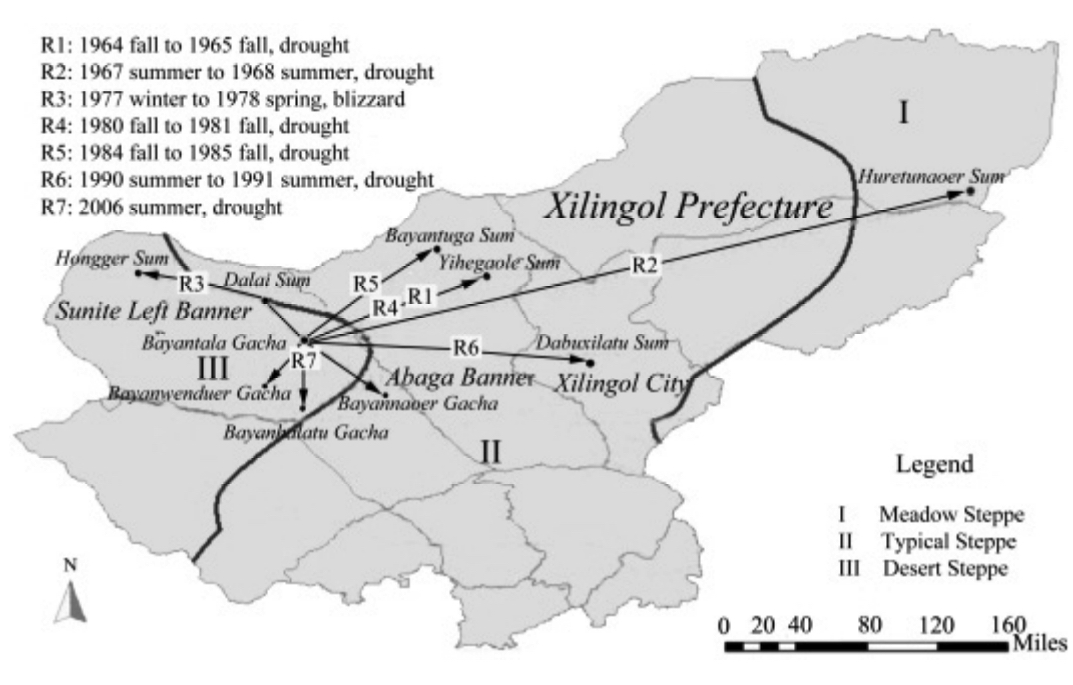 R1: 1964 fall to 1965 fall, drought
R2: 1967 summer to 1968 summer, drought
R3: 1977 winter to 1978 spring, blizzard
R4: 1980 fall to 1981 fall, drought
R5: 1984 fall to 1985 fall, drought
R6: 1990 summer to 1991 summer, drought
R7: 2006 summer, drought
I
Huretunaoer Sum
Xilingol Prefecture
Bayantuga Sum
Hongger Sum
Yihegaole Sum
R2
Dalai Sum
R3
R5
R4
R1
Sunite Left Banner
Bayantala Gacha
R6
Dabuxilatu Sum
R7
III
Abaga Banner
Xilingol City
Bayanwenduer Gacha
Bayannaoer Gacha
Bayanhalatu Gacha
II
Legend
I Meadow Steppe
II Typical Steppe
III Desert Steppe
N
0 20 40 80 120 160
Miles